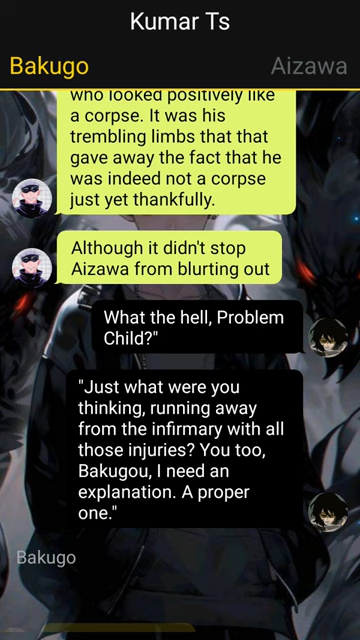 Kumar Ts
Bakugo
Aizawa
who looked positively like
a corpse. It was his
trembling limbs that that
gave away the fact that he
was indeed not a corpse
just yet thankfully.
Although it didn't stop
Aizawa from blurting out
What the hell, Problem
Child?"
"Just what were you
thinking, running away
from the infirmary with all
those injuries? You too,
Bakugou, I need an
explanation. A proper
one."
Bakugo